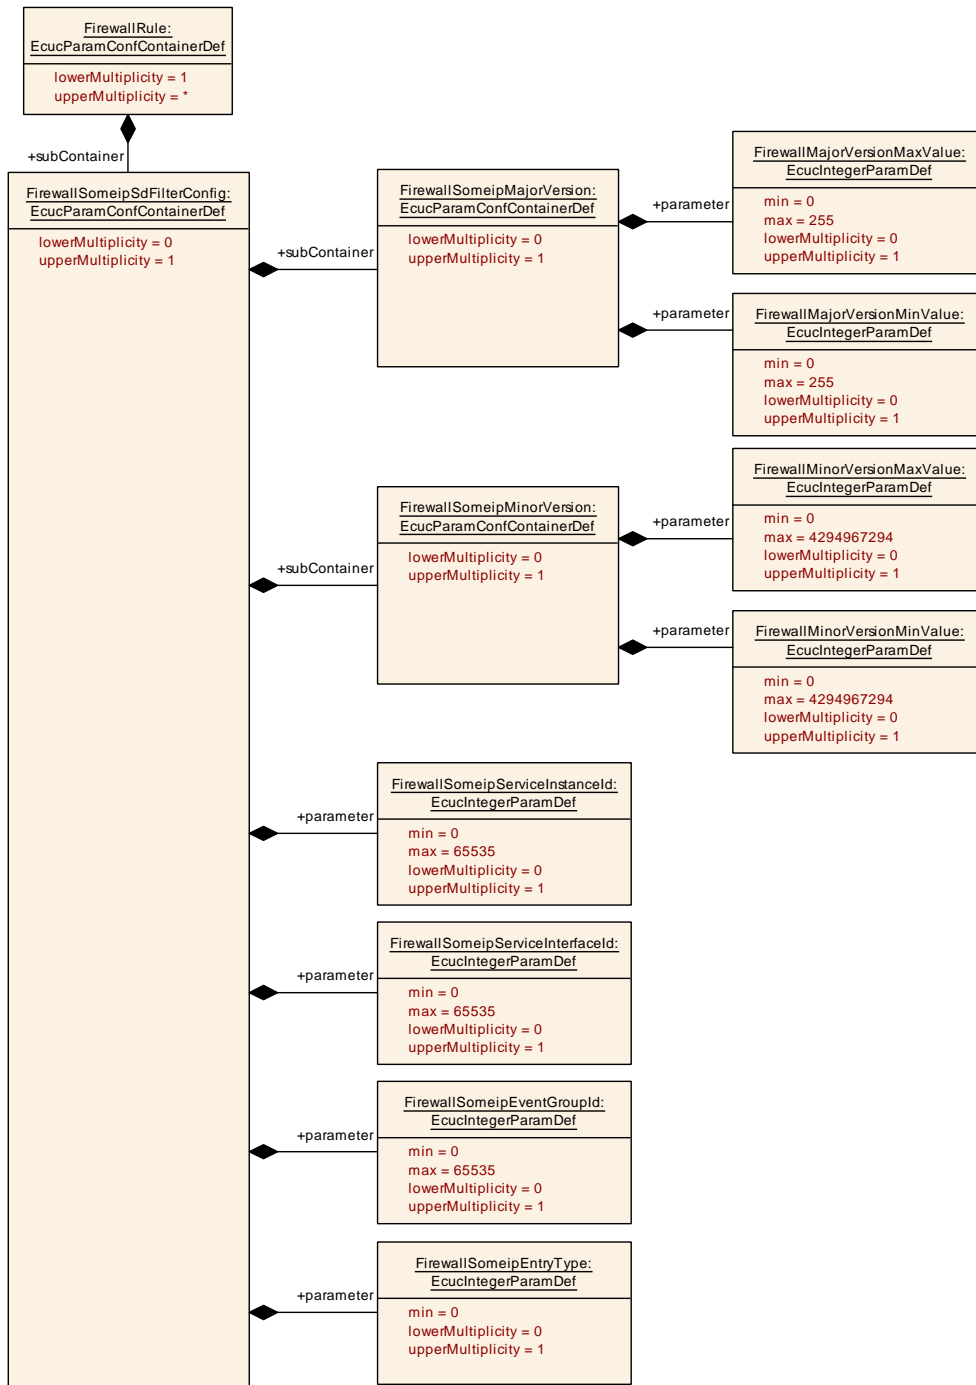 FirewallRule:
EcucParamConfContainerDef
lowerMultiplicity = 1
upperMultiplicity = *
+subContainer
FirewallSomeipSdFilterConfig:
EcucParamConfContainerDef
lowerMultiplicity = 0
upperMultiplicity = 1
+subContainer
FirewallSomeipMajorVersion:
EcucParamConfContainerDef
lowerMultiplicity = 0
upperMultiplicity = 1
+parameter
FirewallMajorVersionMaxValue:
EcucIntegerParamDef
min = 0
max = 255
lowerMultiplicity = 0
upperMultiplicity = 1
+parameter
FirewallMajorVersionMinValue:
EcucIntegerParamDef
min = 0
max = 255
lowerMultiplicity = 0
upperMultiplicity = 1
+subContainer
FirewallSomeipMinorVersion:
EcucParamConfContainerDef
lowerMultiplicity = 0
upperMultiplicity = 1
+parameter
FirewallMinorVersionMaxValue:
EcucIntegerParamDef
min = 0
max = 4294967294
lowerMultiplicity = 0
upperMultiplicity = 1
+parameter
FirewallMinorVersionMinValue:
EcucIntegerParamDef
min = 0
max = 4294967294
lowerMultiplicity = 0
upperMultiplicity = 1
+parameter
FirewallSomeipServiceInstanceId:
EcucIntegerParamDef
min = 0
max = 65535
lowerMultiplicity = 0
upperMultiplicity = 1
+parameter
FirewallSomeipServiceInterfaceId:
EcucIntegerParamDef
min = 0
max = 65535
lowerMultiplicity = 0
upperMultiplicity = 1
+parameter
FirewallSomeipEventGroupId:
EcucIntegerParamDef
min = 0
max = 65535
lowerMultiplicity = 0
upperMultiplicity = 1
+parameter
FirewallSomeipEntryType:
EcucIntegerParamDef
min = 0
lowerMultiplicity = 0
upperMultiplicity = 1